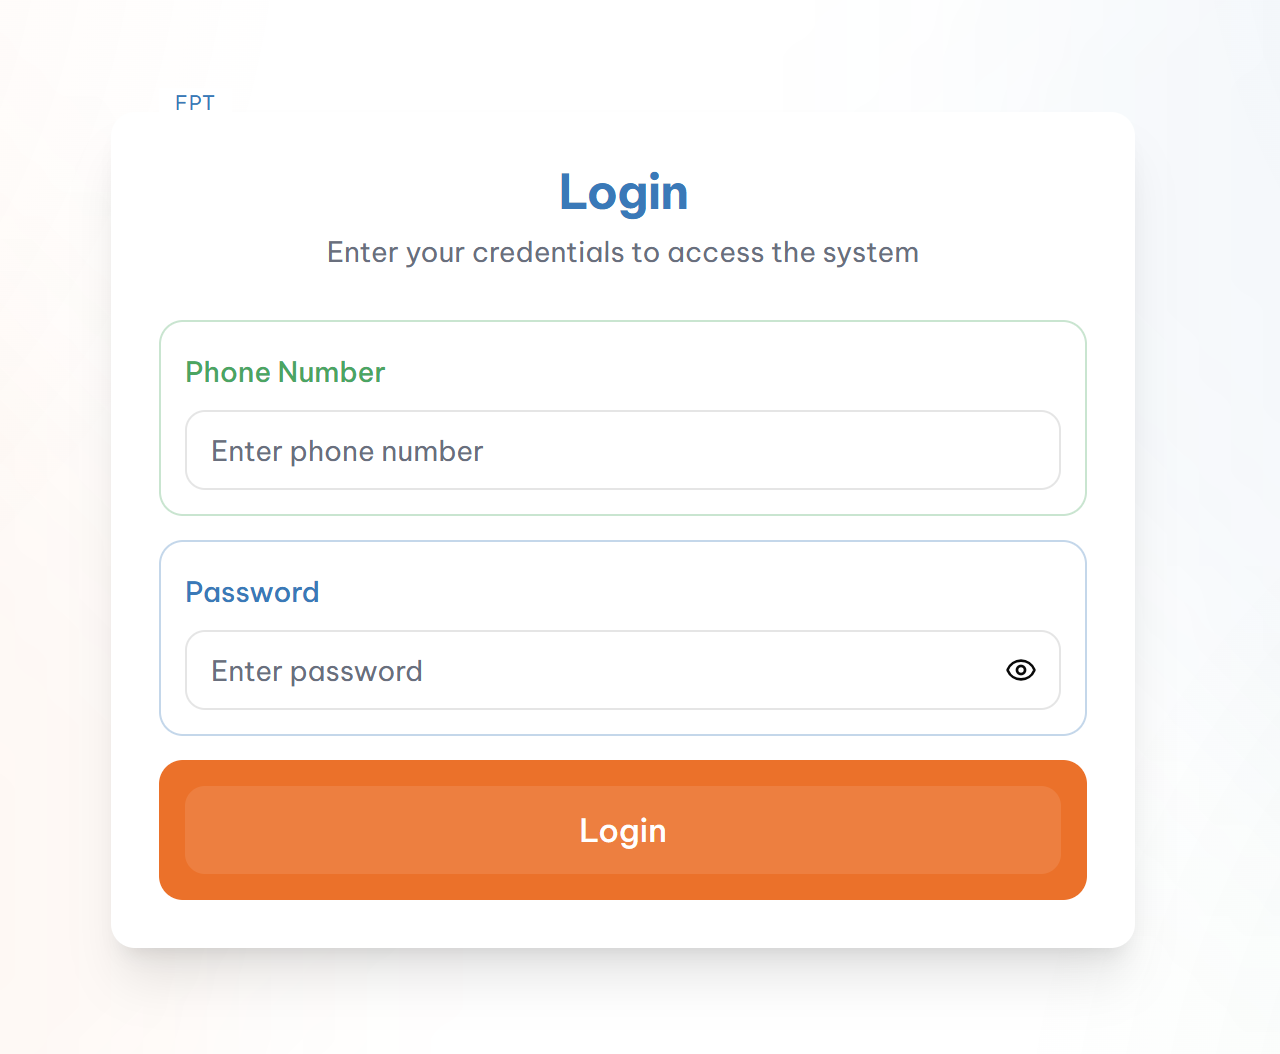 FPT
Login
Enter your credentials to access the system
Phone Number
Enter phone number
Password
Enter password
Login